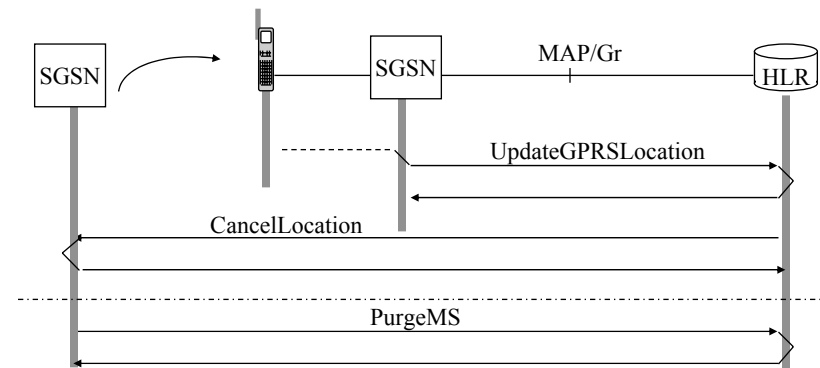 SGSN
SGSN
MAP/Gr
HLR
UpdateGPRSLocation
CancelLocation
PurgeMS